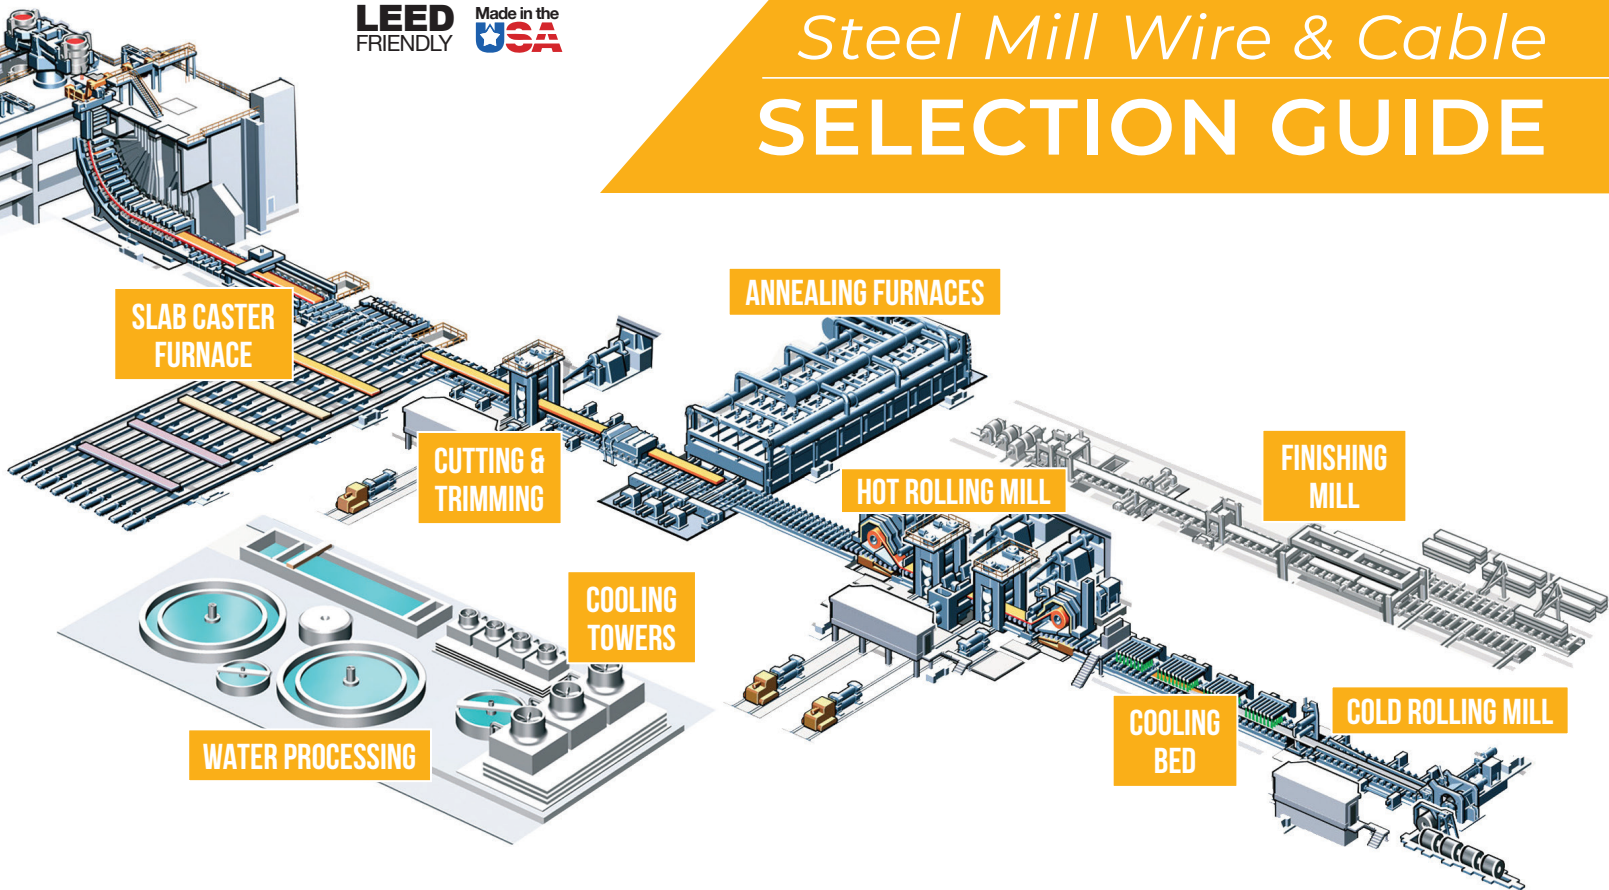 LEED
FRIENDLY
Made in the
USA
Steel Mill Wire & Cable
SELECTION GUIDE
ANNEALING FURNACES
SLAB CASTER
FURNACE
CUTTING &
TRIMMING
HOT ROLLING MILL
FINISHING
MILL
COOLING
TOWERS
WATER PROCESSING
COOLING
BED
COLD ROLLING MILL